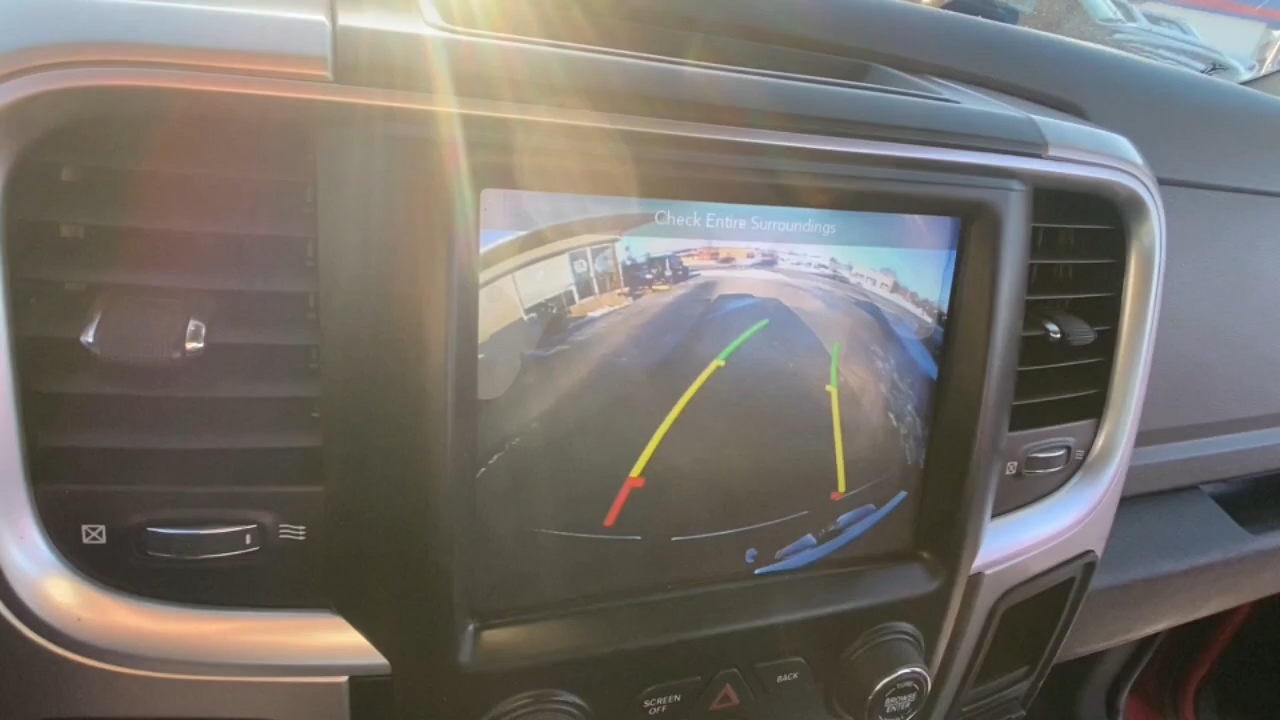 Check Entire Surroundings
SCREEN
OFF
BACK
BROWSE
ENTER